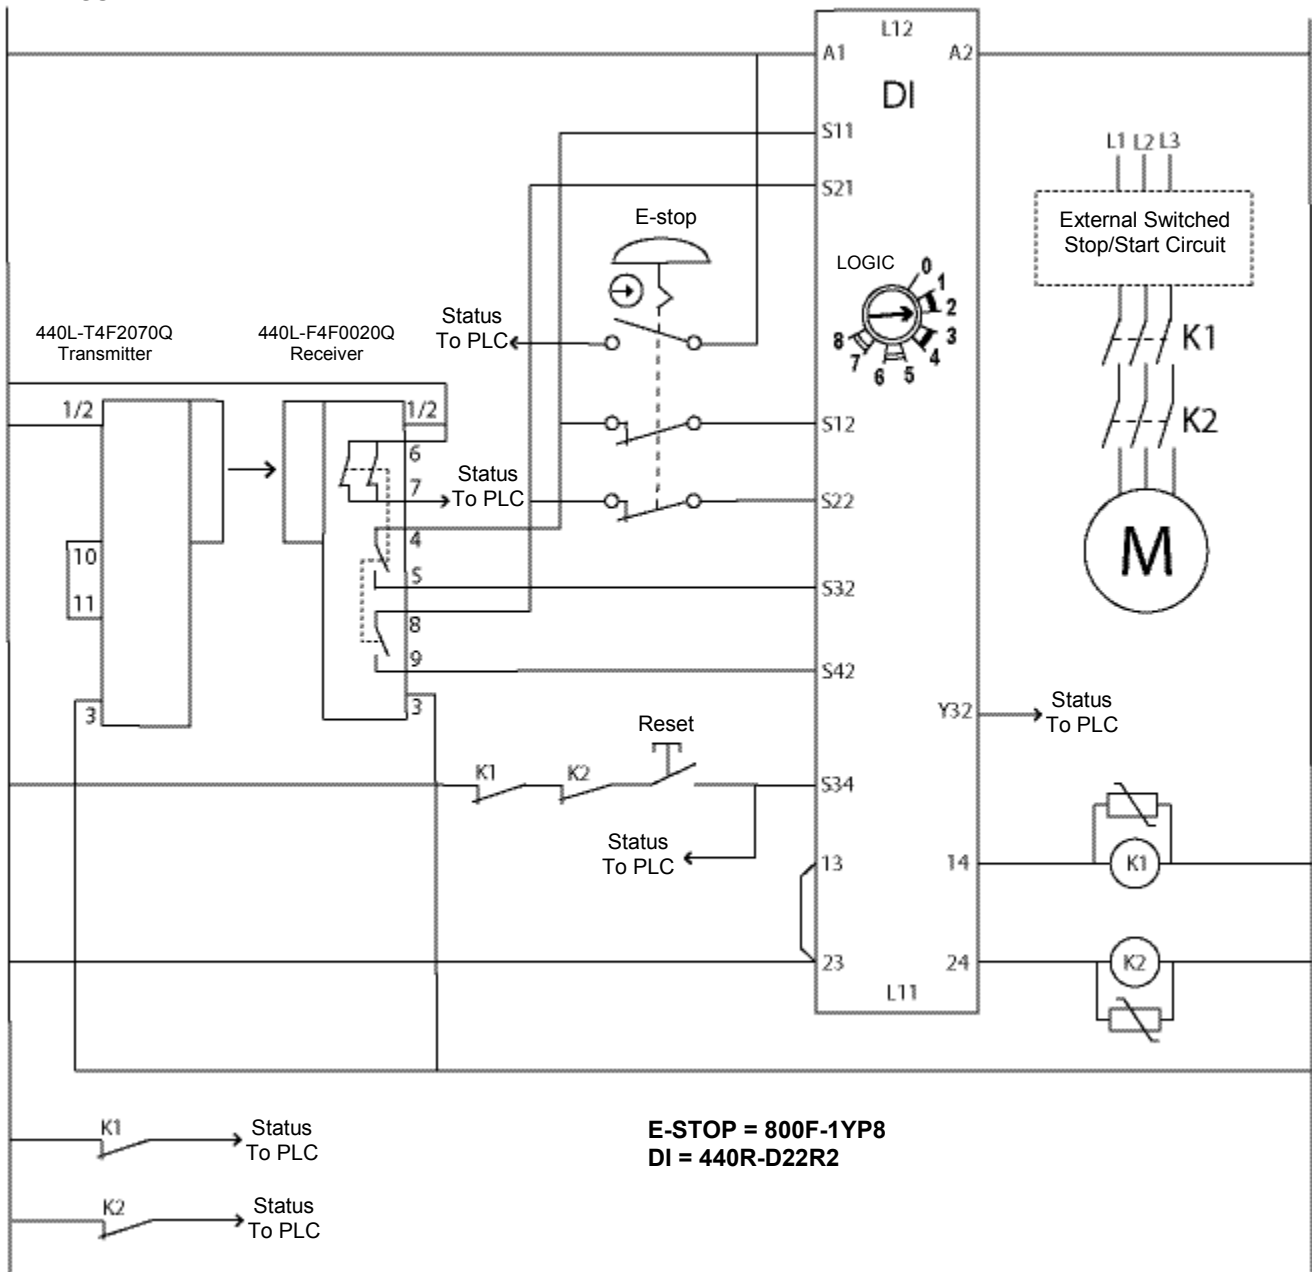 L12
A1
A2
DI
S11
S21
L1 L2 L3
External Switched
Stop/Start Circuit
E-stop
LOGIC
0
1
2
3
4
5
6
7
8
Status
To PLC
440L-T4F2070Q
Transmitter
440L-F4F0020Q
Receiver
K1
K2
1/2
1/2
S12
6
7
Status
To PLC
S22
M
4
5
10
11
S32
8
9
S42
3
3
Y32
Status
To PLC
Reset
K1
K2
S34
Status
To PLC
13
14
K1
23
24
K2
L11
K1
Status
To PLC
K2
Status
To PLC
E-STOP = 800F-1YP8
DI = 440R-D22R2